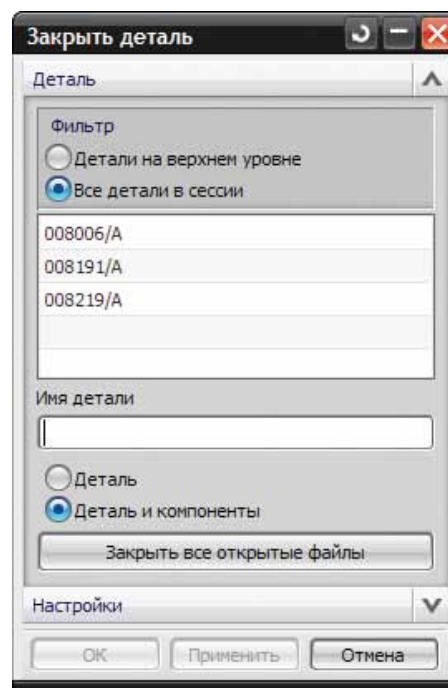 Закрыть деталь
Деталь
Фильтр
Детали на верхнем уровне
Все детали в сессии
008006/A
008191/A
008219/A
Имя детали
Деталь
Деталь и компоненты
Закрыть все открытые файлы
Настройки
ОК Применить Отмена